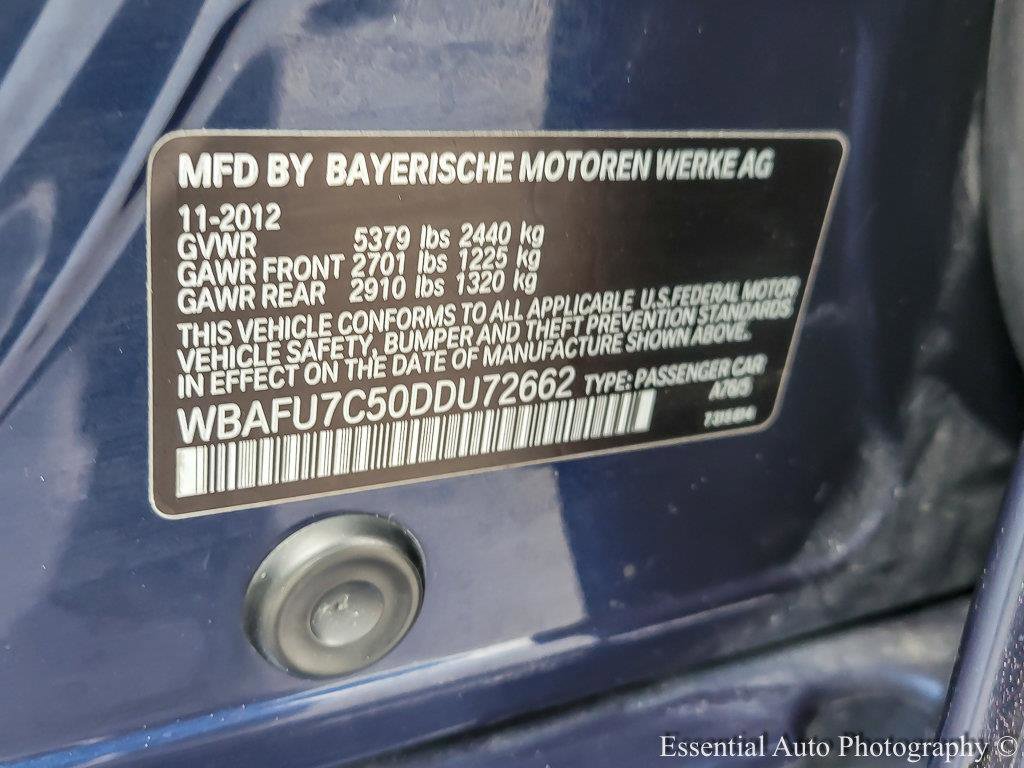 MFD BY BAYERISCHE MOTOREN WERKE AG
11-2012
GVWR 5379 lbs 2440 kg
GAWR FRONT 2701 lbs 1225 kg
GAWR REAR 2910 lbs 1320 kg
THIS VEHICLE CONFORMS TO ALL APPLICABLE U.S.FEDERAL MOTOR
VEHICLE SAFETY, BUMPER AND THEFT PREVENTION STANDARDS
IN EFFECT ON THE DATE OF MANUFACTURE SHOWN ABOVE.
WBAFU7C50DDU72662 TYPE: PASSENGER CAR
A76/5
Essential Auto Photography ©